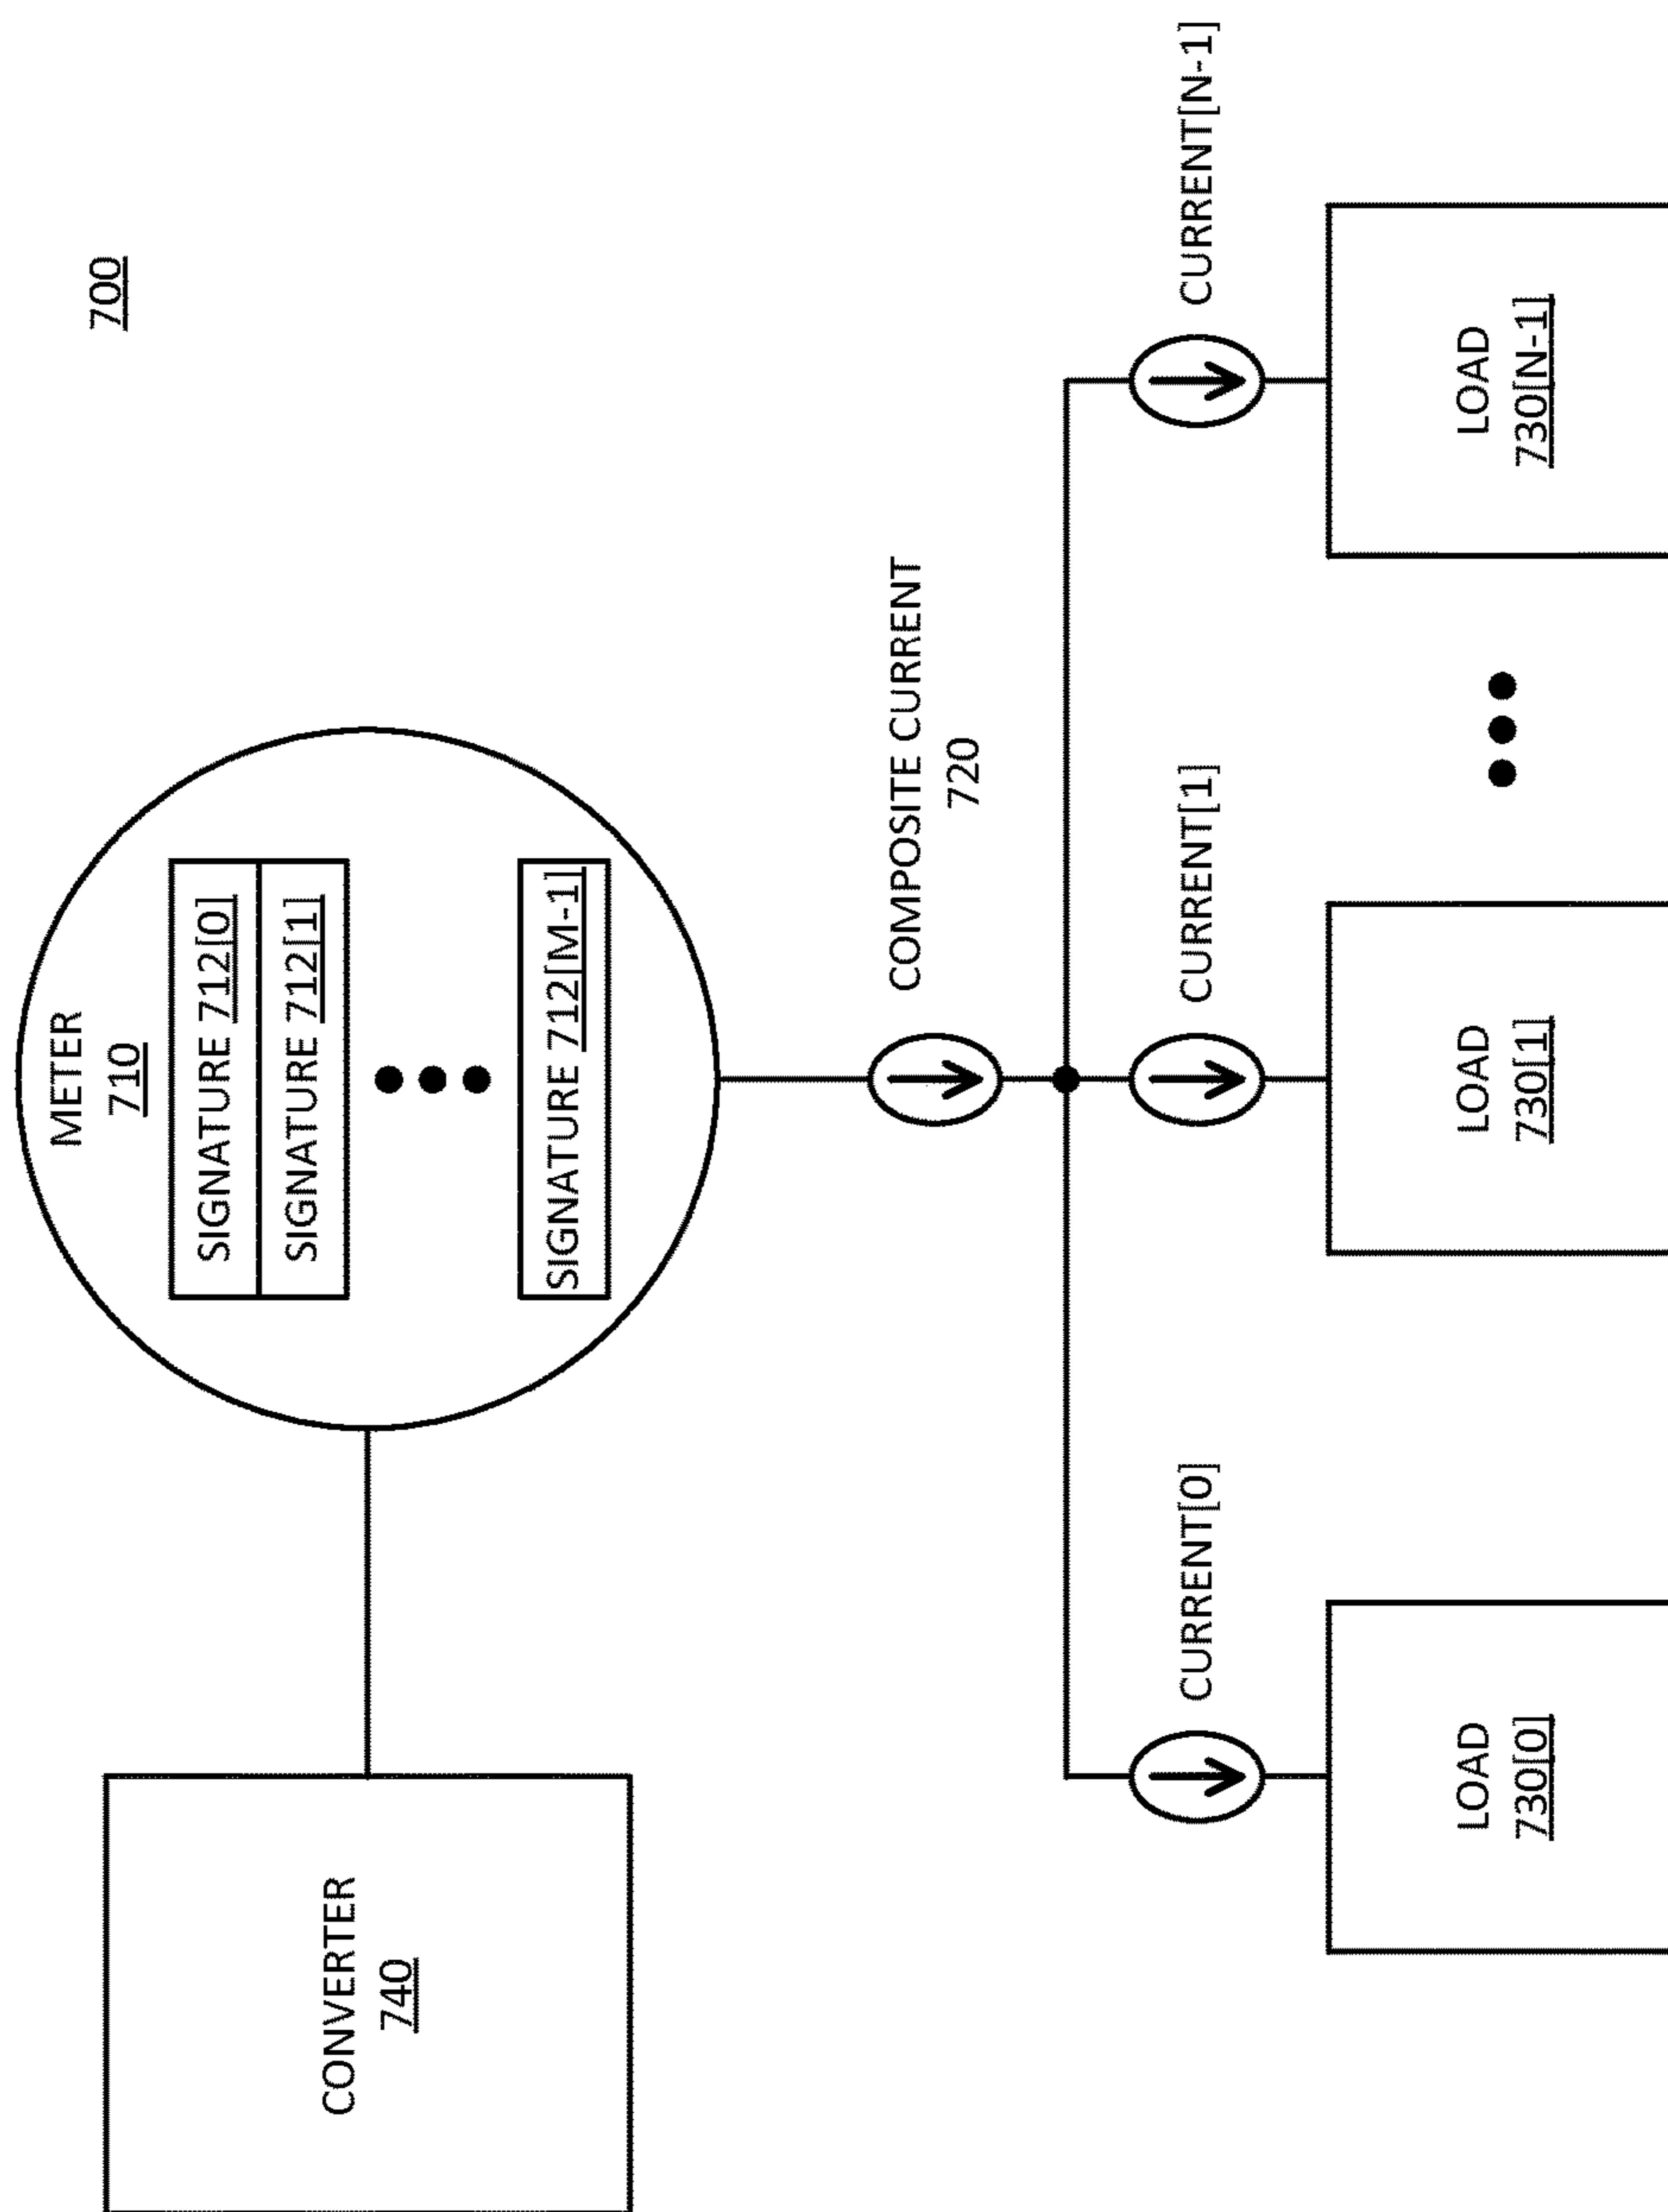 700
METER
710
SIGNATURE 712[0]
SIGNATURE 712[1]
SIGNATURE 712[M-1]
CONVERTER
740
COMPOSITE CURRENT
720
CURRENT[0]
CURRENT[1]
CURRENT[N-1]
LOAD
730[0]
LOAD
730[1]
LOAD
730[N-1]